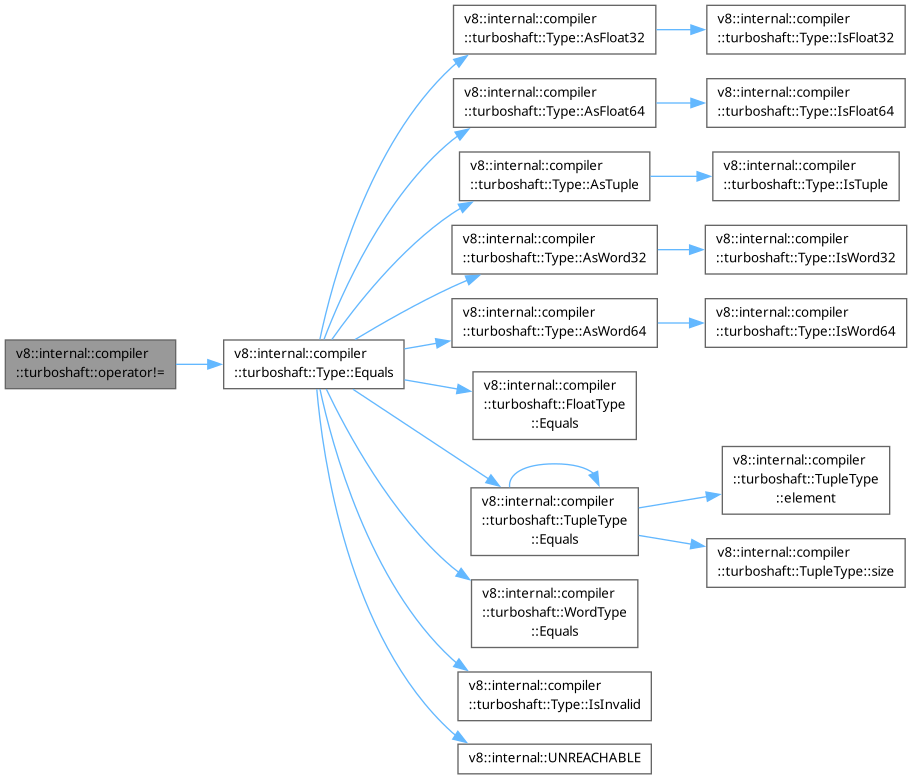 v8::internal::compiler
::turboshaft::operator!=
v8::internal::compiler
::turboshaft::Type::Equals
v8::internal::compiler
::turboshaft::Type::AsFloat32
v8::internal::compiler
::turboshaft::Type::IsFloat32
v8::internal::compiler
::turboshaft::Type::AsFloat64
v8::internal::compiler
::turboshaft::Type::IsFloat64
v8::internal::compiler
::turboshaft::Type::AsTuple
v8::internal::compiler
::turboshaft::Type::IsTuple
v8::internal::compiler
::turboshaft::Type::AsWord32
v8::internal::compiler
::turboshaft::Type::IsWord32
v8::internal::compiler
::turboshaft::Type::AsWord64
v8::internal::compiler
::turboshaft::Type::IsWord64
v8::internal::compiler
::turboshaft::FloatType
::Equals
v8::internal::compiler
::turboshaft::TupleType
::Equals
v8::internal::compiler
::turboshaft::TupleType
::element
v8::internal::compiler
::turboshaft::TupleType::size
v8::internal::compiler
::turboshaft::WordType
::Equals
v8::internal::compiler
::turboshaft::Type::IsInvalid
v8::internal::UNREACHABLE